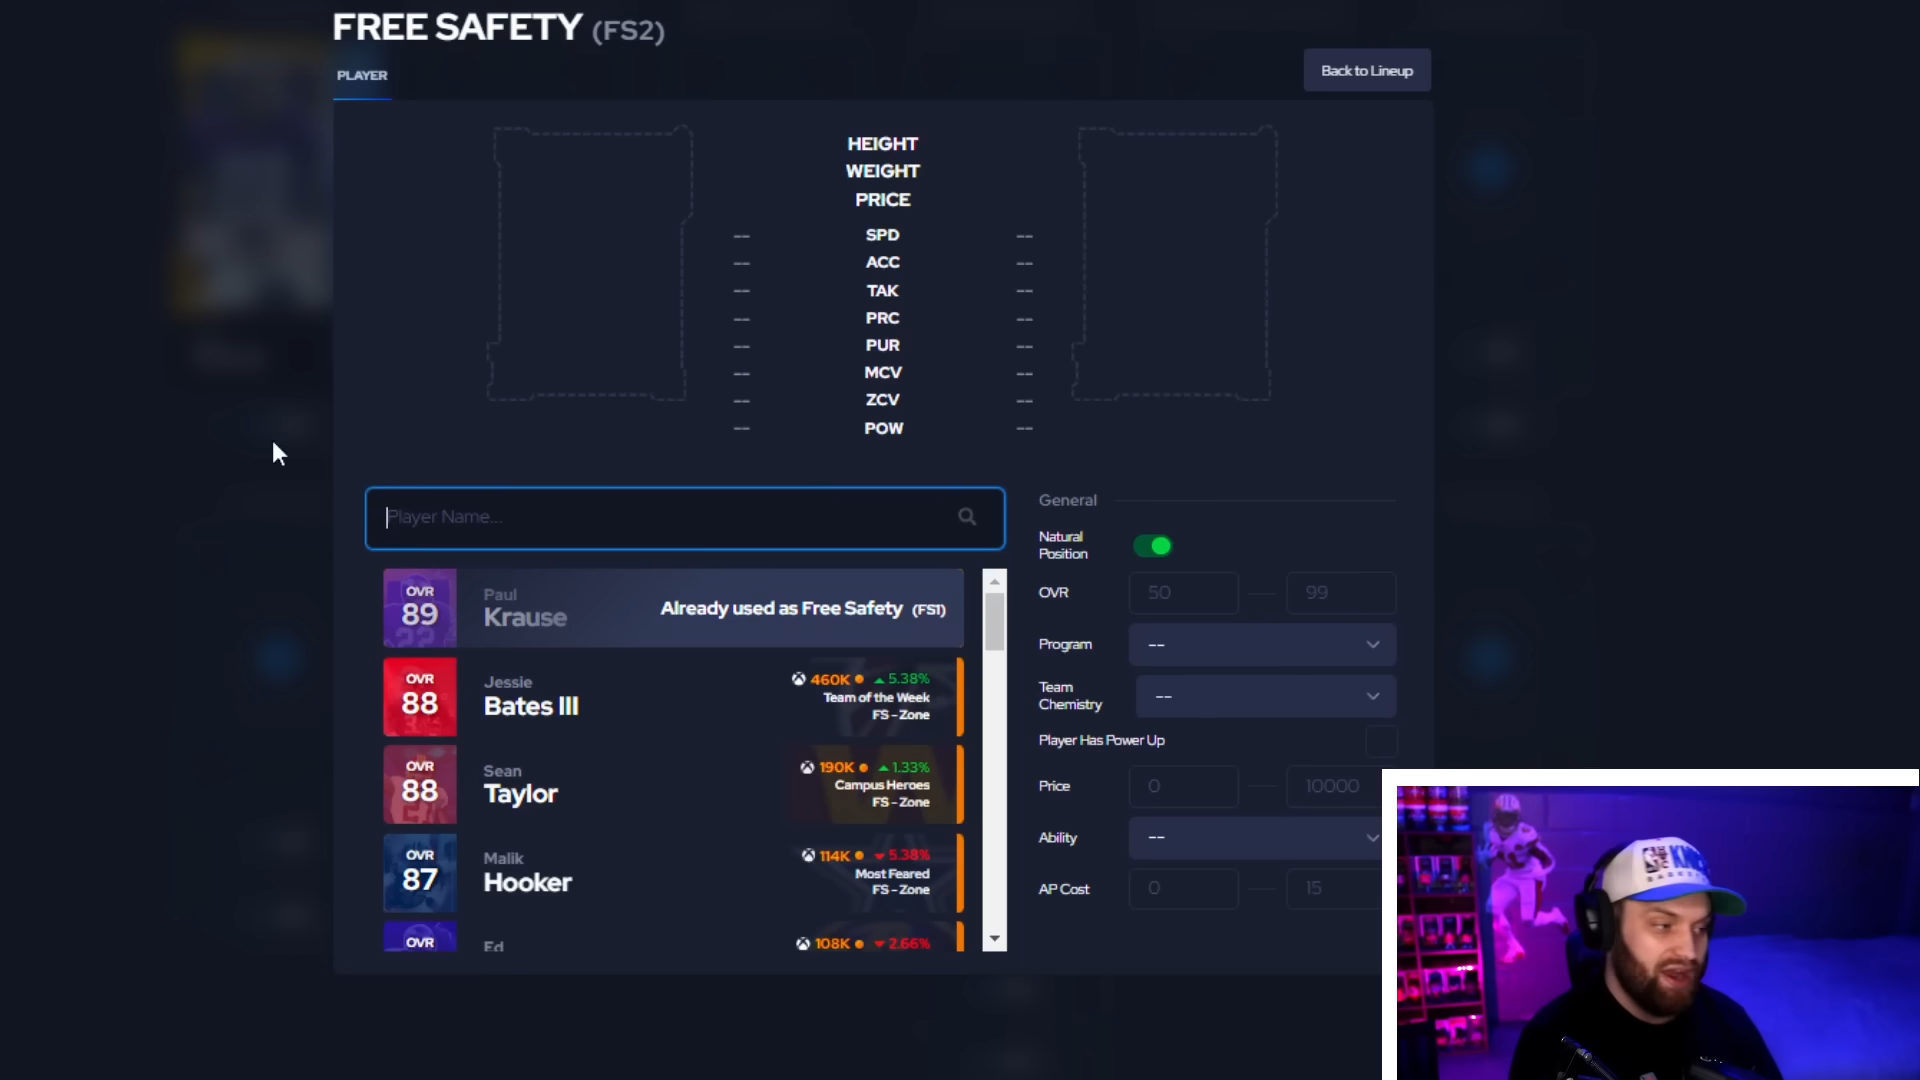 FREE SAFETY (FS2)
PLAYER
Back to Lineup
HEIGHT
WEIGHT
PRICE
-- SPD --
-- ACC --
-- TAK --
-- PRC --
-- PUR --
-- MCV --
-- ZCV --
-- POW --
Player Name...
OVR
89
Paul
Krause
Already used as Free Safety (FS1)
OVR
88
Jessie
Bates III
460K 5.38%
Team of the Week
FS - Zone
OVR
88
Sean
Taylor
190K 1.33%
Campus Heroes
FS - Zone
OVR
87
Malik
Hooker
114K 5.38%
Most Feared
FS - Zone
OVR
Ed
108K 2.66%
General
Natural
Position
OVR 50 99
Program --
Team
Chemistry --
Player Has Power Up
Price 0 10000
Ability --
AP Cost 0 15